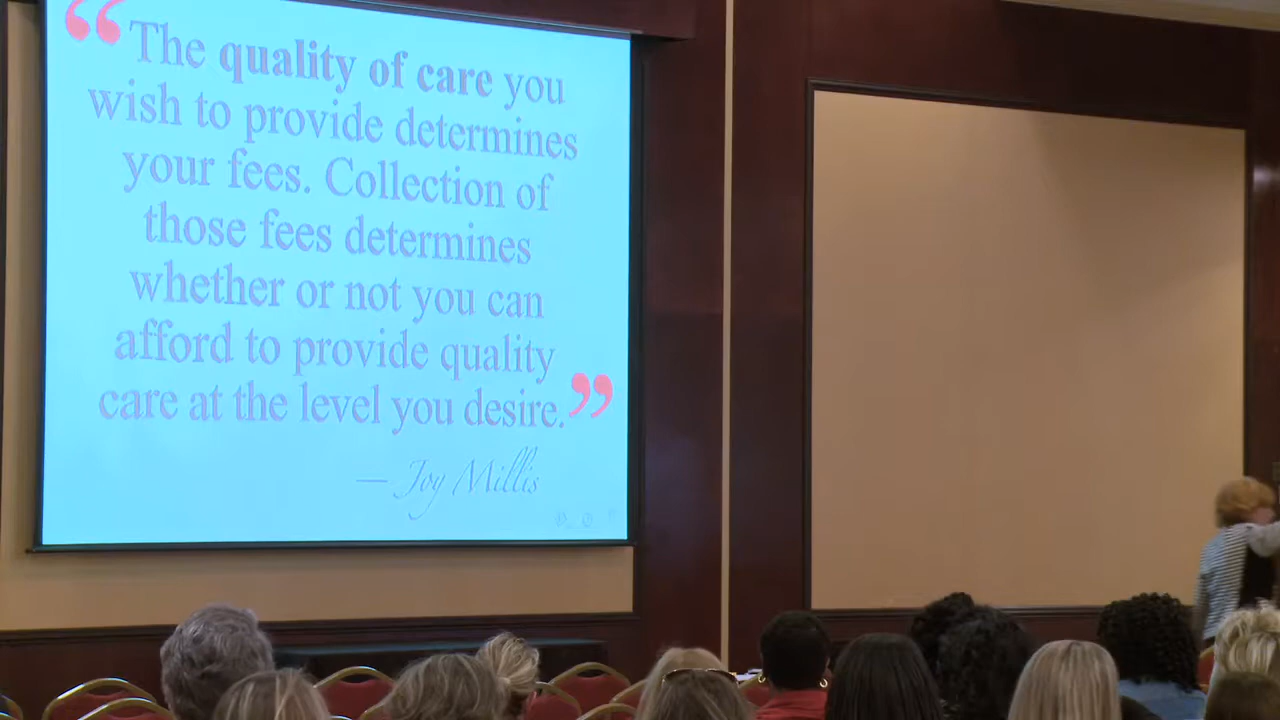 “The quality of care you
wish to provide determines
your fees. Collection of
those fees determines
whether or not you can
afford to provide quality
care at the level you desire.”
— Joy Millis